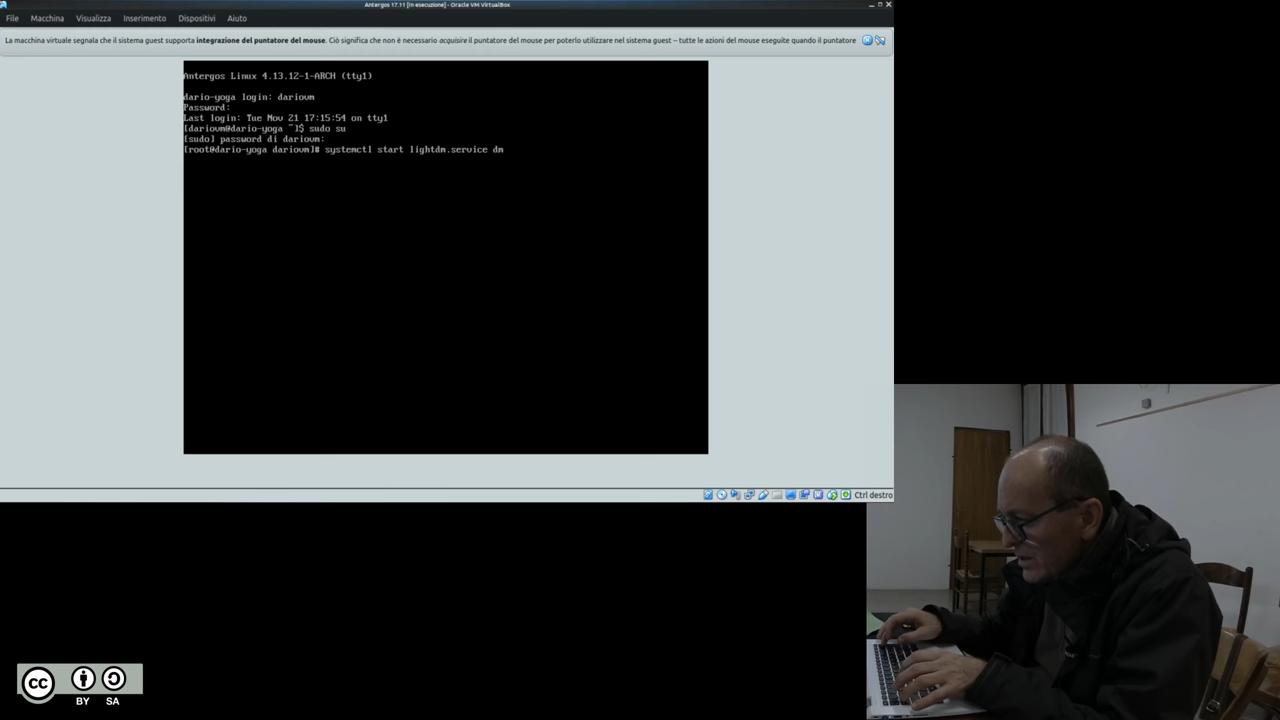 Antergos 17.11 [In esecuzione] - Oracle VM VirtualBox
File Macchina Visualizza Inserimento Dispositivi Aiuto
La macchina virtuale segnala che il sistema guest supporta integrazione del puntatore del mouse. Ciò significa che non è necessario acquisire il puntatore del mouse per poterlo utilizzare nel sistema guest – tutte le azioni del mouse eseguite quando il puntatore
Antergos Linux 4.13.12-1-ARCH (tty1)
dario-yoga login: dariovm
Password:
Last login: Tue Nov 21 17:15:54 on tty1
[dariovm@dario-yoga ~]$ sudo su
[sudo] password di dariovm:
[root@dario-yoga dariovm]# systemctl start lightdm.service dm
Ctrl destro
cc
BY SA